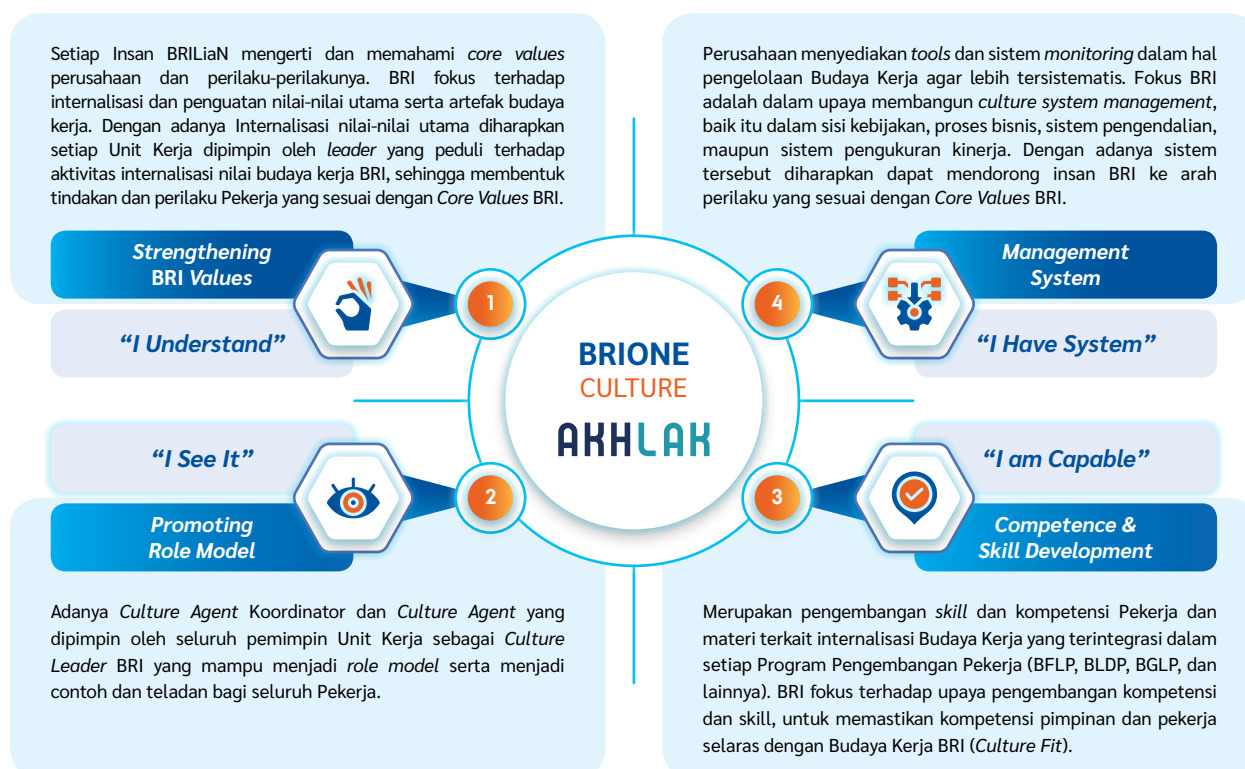 Setiap Insan BRILiaN mengerti dan memahami core values
perusahaan dan perilaku-perilakunya. BRI fokus terhadap
internalisasi dan penguatan nilai-nilai utama serta artefak budaya
kerja. Dengan adanya Internalisasi nilai-nilai utama diharapkan
setiap Unit Kerja dipimpin oleh leader yang peduli terhadap
aktivitas internalisasi nilai budaya kerja BRI, sehingga membentuk
tindakan dan perilaku Pekerja yang sesuai dengan Core Values BRI.
Strengthening
BRI Values
“I Understand”
1
“I See It”
Promoting
Role Model
2
Adanya Culture Agent Koordinator dan Culture Agent yang
dipimpin oleh seluruh pemimpin Unit Kerja sebagai Culture
Leader BRI yang mampu menjadi role model serta menjadi
contoh dan teladan bagi seluruh Pekerja.
BRIONE
CULTURE
AKHLAK
Perusahaan menyediakan tools dan sistem monitoring dalam hal
pengelolaan Budaya Kerja agar lebih tersistematis. Fokus BRI
adalah dalam upaya membangun culture system management,
baik itu dalam sisi kebijakan, proses bisnis, sistem pengendalian,
maupun sistem pengukuran kinerja. Dengan adanya sistem
tersebut diharapkan dapat mendorong insan BRI ke arah
perilaku yang sesuai dengan Core Values BRI.
4
Management
System
“I Have System”
3
“I am Capable”
Competence &
Skill Development
Merupakan pengembangan skill dan kompetensi Pekerja dan
materi terkait internalisasi Budaya Kerja yang terintegrasi dalam
setiap Program Pengembangan Pekerja (BFLP, BLDP, BGLP, dan
lainnya). BRI fokus terhadap upaya pengembangan kompetensi
dan skill, untuk memastikan kompetensi pimpinan dan pekerja
selaras dengan Budaya Kerja BRI (Culture Fit).